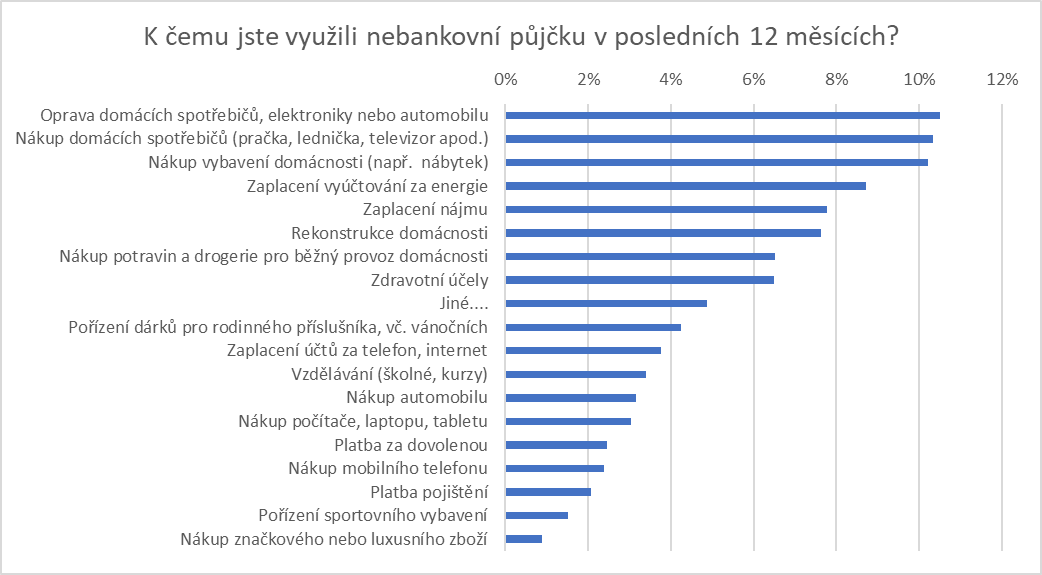 K čemu jste využili nebankovní půjčku v posledních 12 měsících?
0% 2% 4% 6% 8% 10% 12%
Oprava domácích spotřebičů, elektroniky nebo automobilu
Nákup domácích spotřebičů (pračka, lednička, televizor apod.)
Nákup vybavení domácnosti (např.  nábytek)
Zaplacení vyúčtování za energie
Zaplacení nájmu
Rekonstrukce domácnosti
Nákup potravin a drogerie pro běžný provoz domácnosti
Zdravotní účely
Jiné....
Pořízení dárků pro rodinného příslušníka, vč. vánočních
Zaplacení účtů za telefon, internet
Vzdělávání (školné, kurzy)
Nákup automobilu
Nákup počítače, laptopu, tabletu
Platba za dovolenou
Nákup mobilního telefonu
Platba pojištění
Pořízení sportovního vybavení
Nákup značkového nebo luxusního zboží